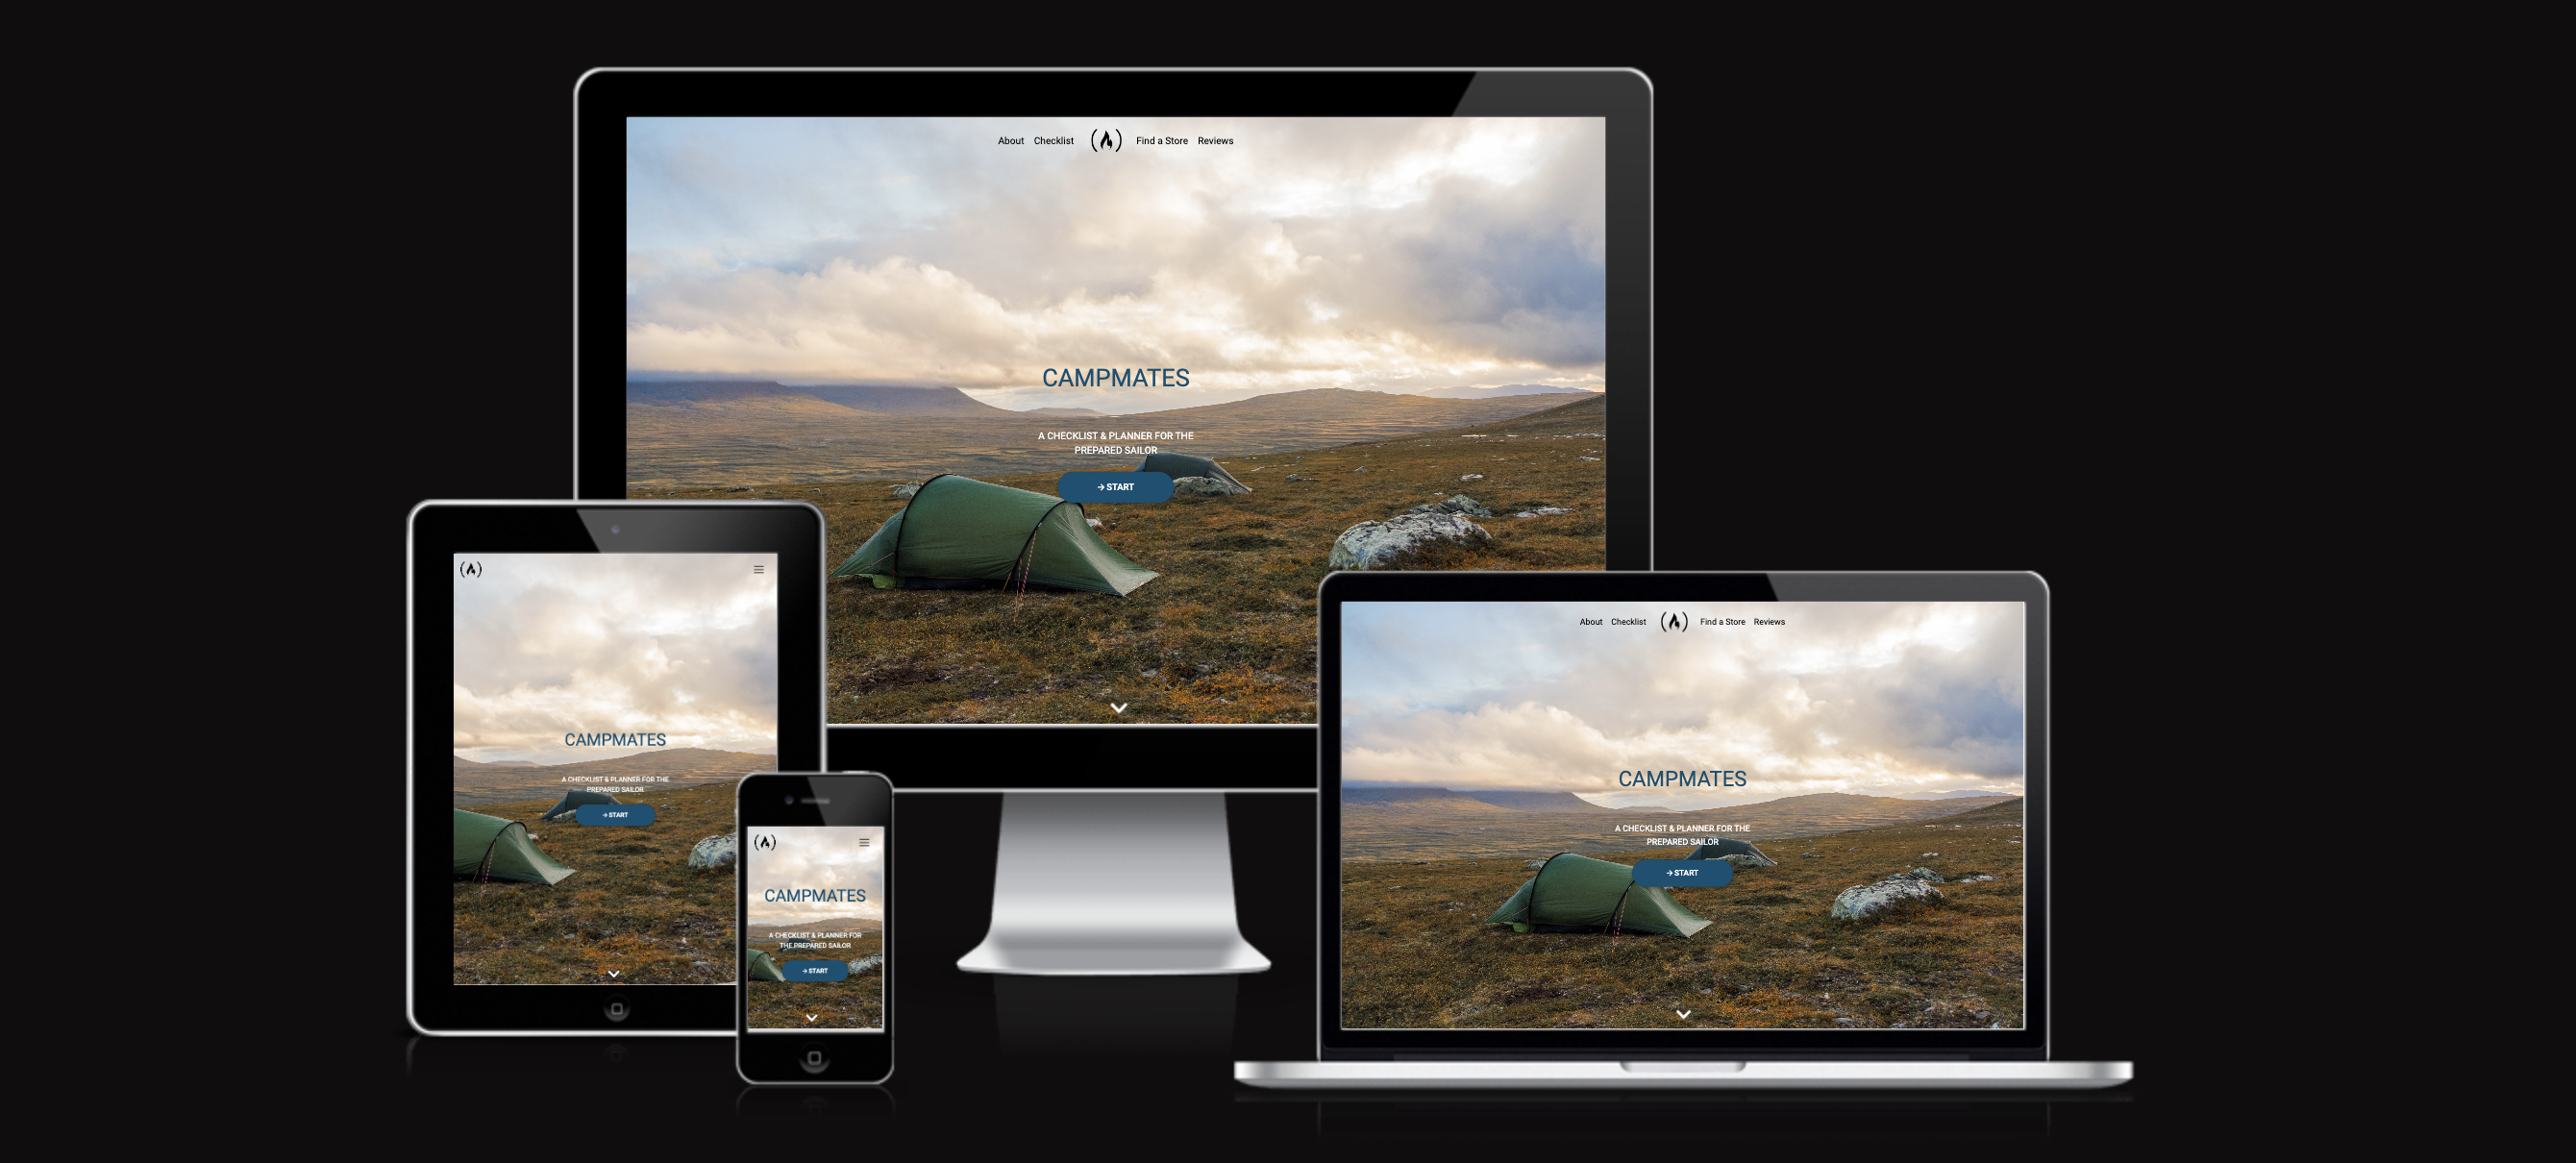 About Checklist Find a Store Reviews
CAMPMATES
A CHECKLIST & PLANNER FOR THE
PREPARED SAILOR
→ START
CAMPMATES
A CHECKLIST & PLANNER FOR THE
PREPARED SAILOR
→ START
CAMPMATES
A CHECKLIST & PLANNER FOR
THE PREPARED SAILOR
→ START
About Checklist Find a Store Reviews
CAMPMATES
A CHECKLIST & PLANNER FOR THE
PREPARED SAILOR
→ START